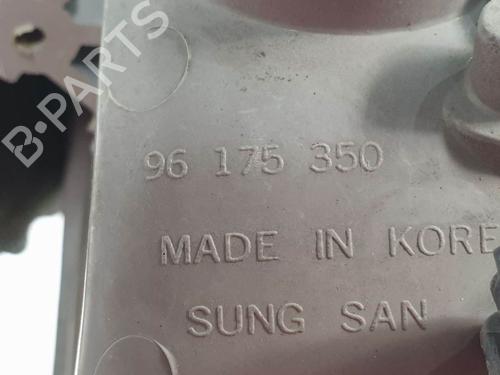 B-PARTS
96 175 350
MADE IN KORE
SUNG SAN